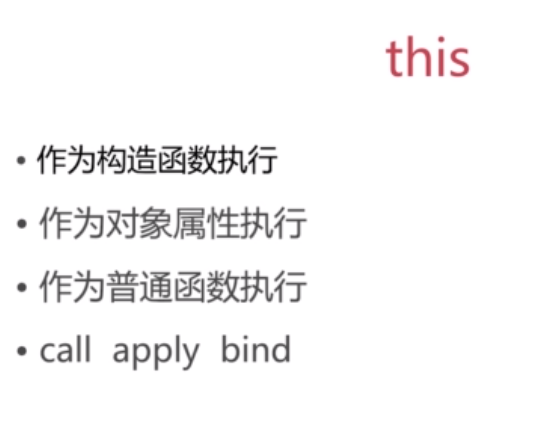 this
• 作为构造函数执行
• 作为对象属性执行
• 作为普通函数执行
• call apply bind